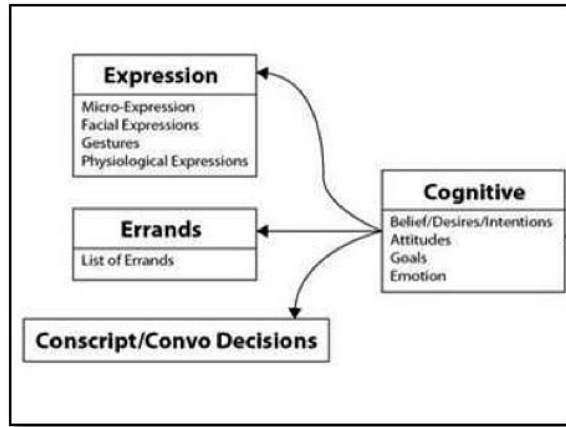 Expression
Micro-Expression
Facial Expressions
Gestures
Physiological Expressions
Errands
List of Errands
Conscript/Convo Decisions
Cognitive
Belief/Desires/Intentions
Attitudes
Goals
Emotion